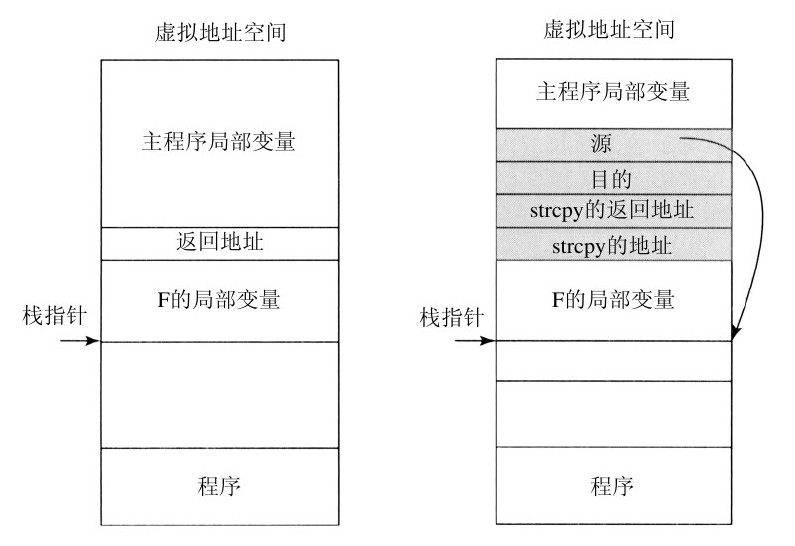 虚拟地址空间
主程序局部变量
返回地址
F的局部变量
栈指针
程序
虚拟地址空间
主程序局部变量
源
目的
strcpy的返回地址
strcpy的地址
F的局部变量
栈指针
程序